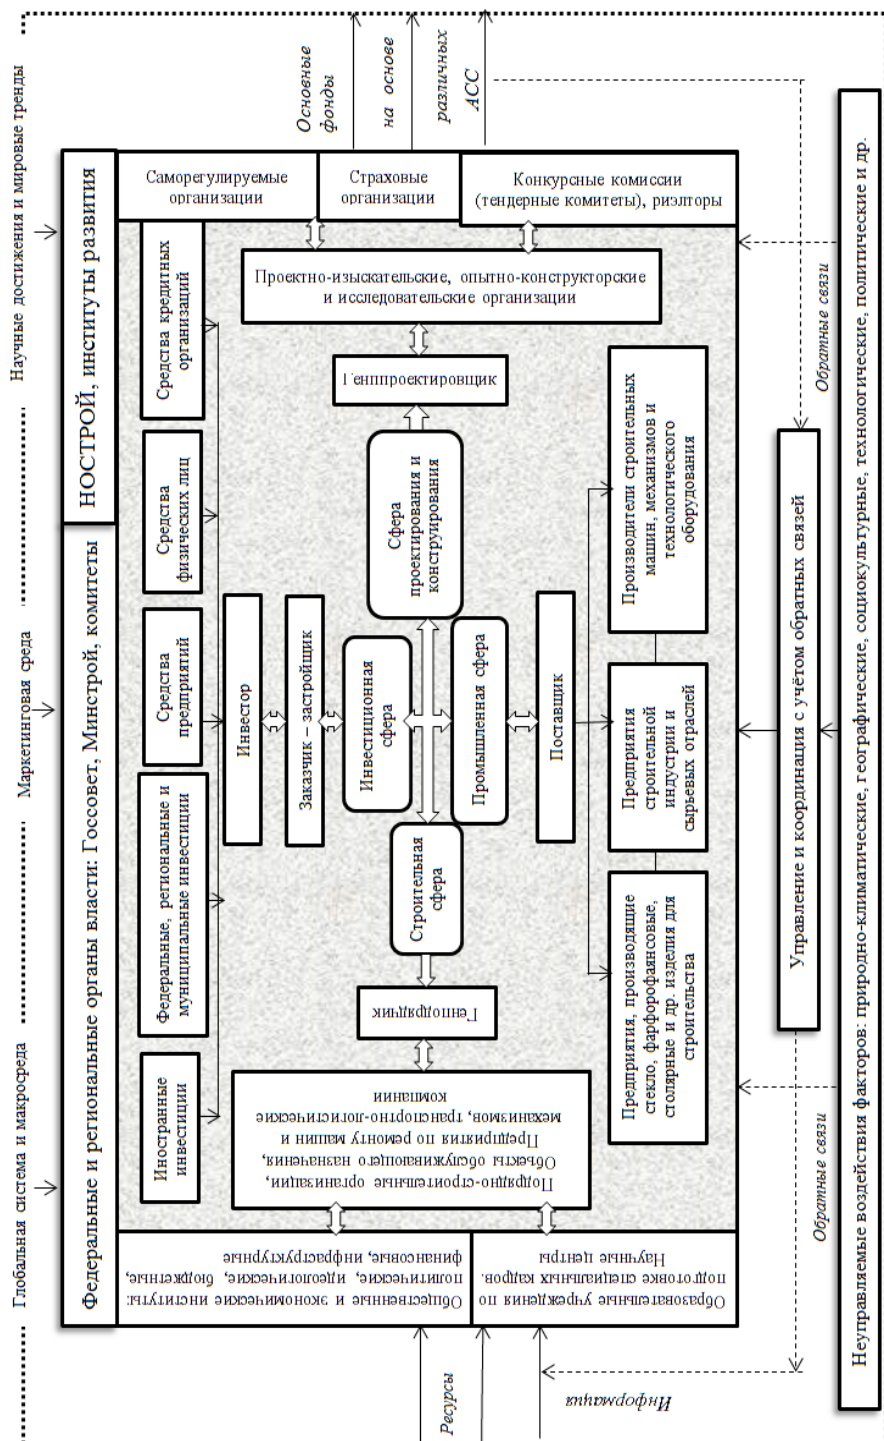 Глобальная система и макросреда
Маркетинговая среда
Научные достижения и мировые тренды
Федеральные и региональные органы власти: Госсовет, Минстрой, комитеты
НОСТРОЙ, институты развития
Общественные и экономические институты:
политические, идеологические, бюджетные,
финансовые, инфраструктурные
Образовательные учреждения по
подготовке специальных кадров.
Научные центры
Ресурсы
Информация
Иностранные
инвестиции
Федеральные, региональные и
муниципальные инвестиции
Средства
предприятий
Средства
физических лиц
Средства кредитных
организаций
Саморегулируемые
организации
Страховые
организации
Конкурсные комиссии
(тендерные комитеты), риэлторы
Основные
фонды
на основе
различных
АСС
Инвестор
Заказчик – застройщик
Инвестиционная
сфера
Подрядно-строительные организации,
Объекты обслуживающего назначения,
Предприятия по ремонту машин и
механизмов, транспортно-логистические
компании
Генподрядчик
Строительная
сфера
Сфера
проектирования и
конструирования
Генппроектировщик
Проектно-изыскательские, опытно-конструкторские
и исследовательские организации
Промышленная сфера
Поставщик
Предприятия, производящие
стекло, фарфорофаянсовые,
столярные и др. изделия для
строительства
Предприятия
строительной
индустрии и
сырьевых отраслей
Производители строительных
машин, механизмов и
технологического
оборудования
Управление и координация с учётом обратных связей
Обратные связи
Обратные связи
Неуправляемые воздействия факторов: природно-климатические, географические, социокультурные, технологические, политические и др.